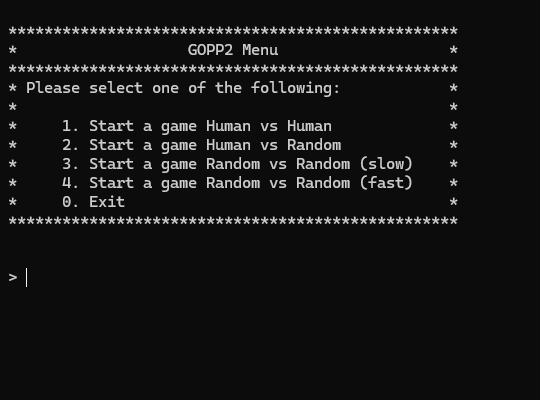 **************************************************
*                   GOPP2 Menu                   *
**************************************************
* Please select one of the following:            *
*                                                *
*     1. Start a game Human vs Human             *
*     2. Start a game Human vs Random            *
*     3. Start a game Random vs Random (slow)    *
*     4. Start a game Random vs Random (fast)    *
*     0. Exit                                    *
**************************************************
>